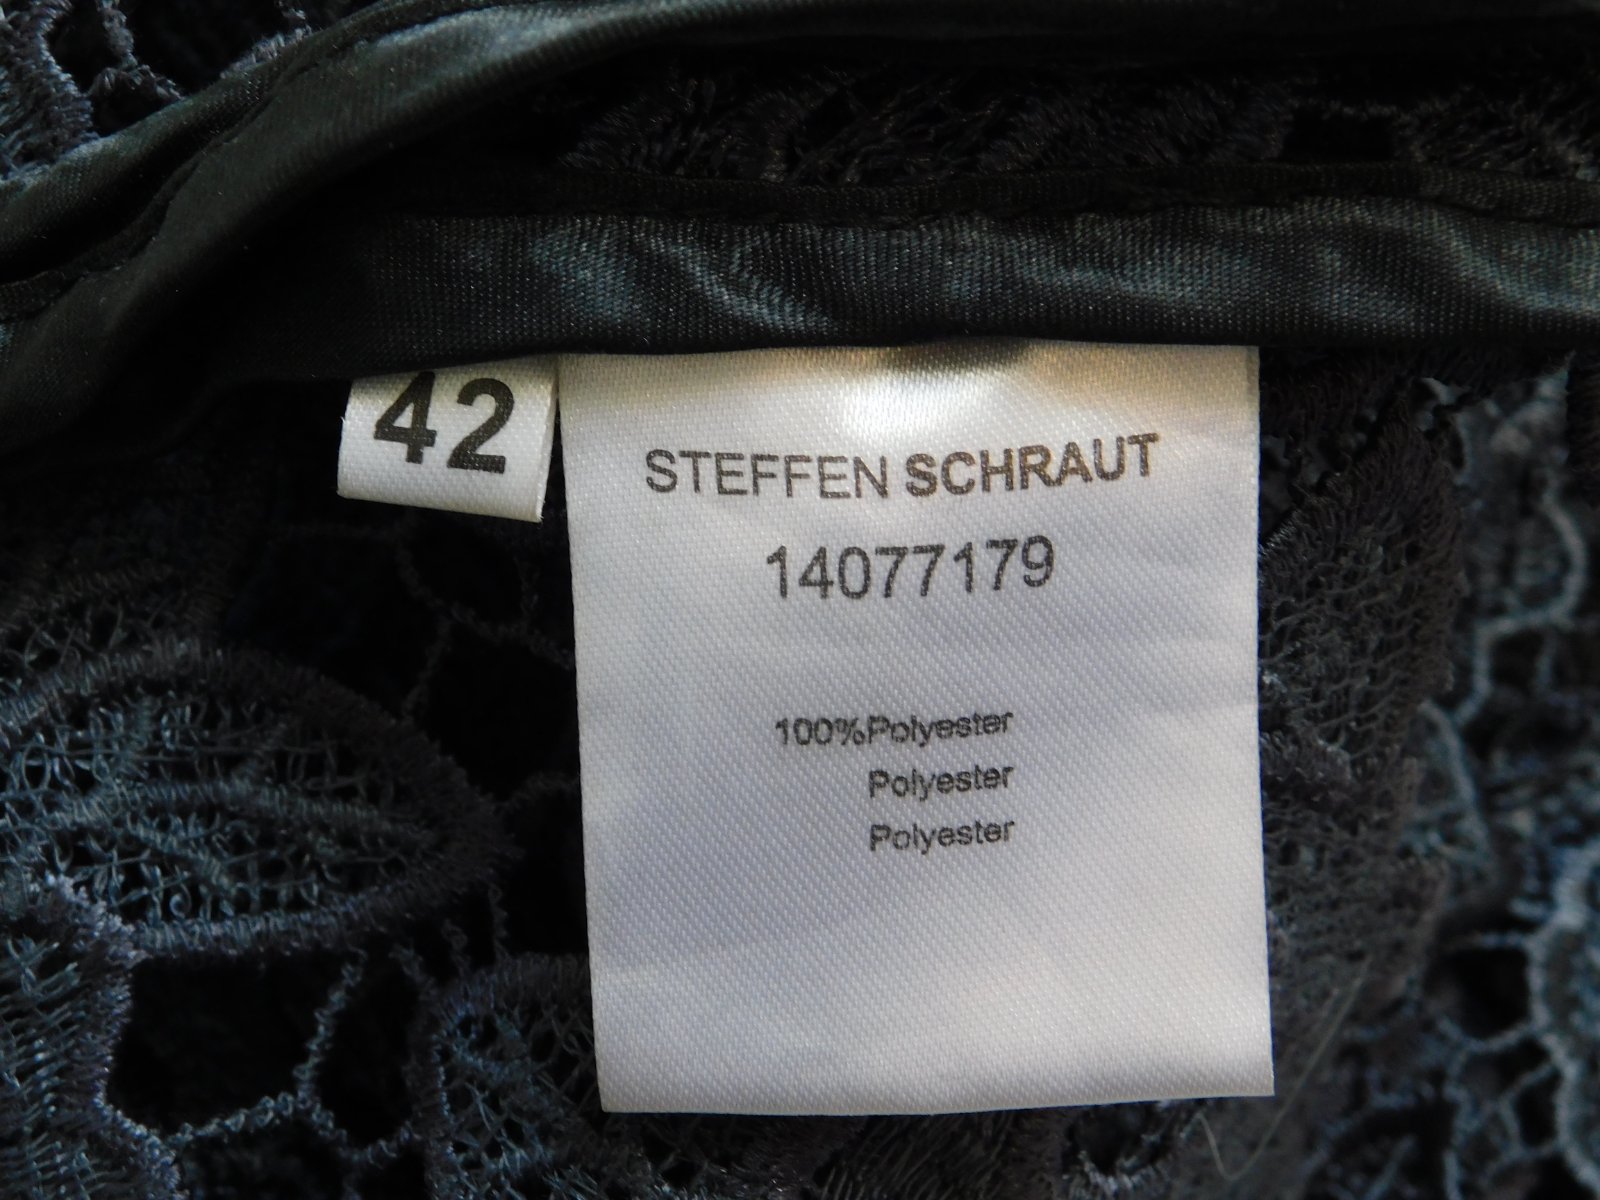 42
STEFFEN SCHRAUT
14077179
100%Polyester
Polyester
Polyester